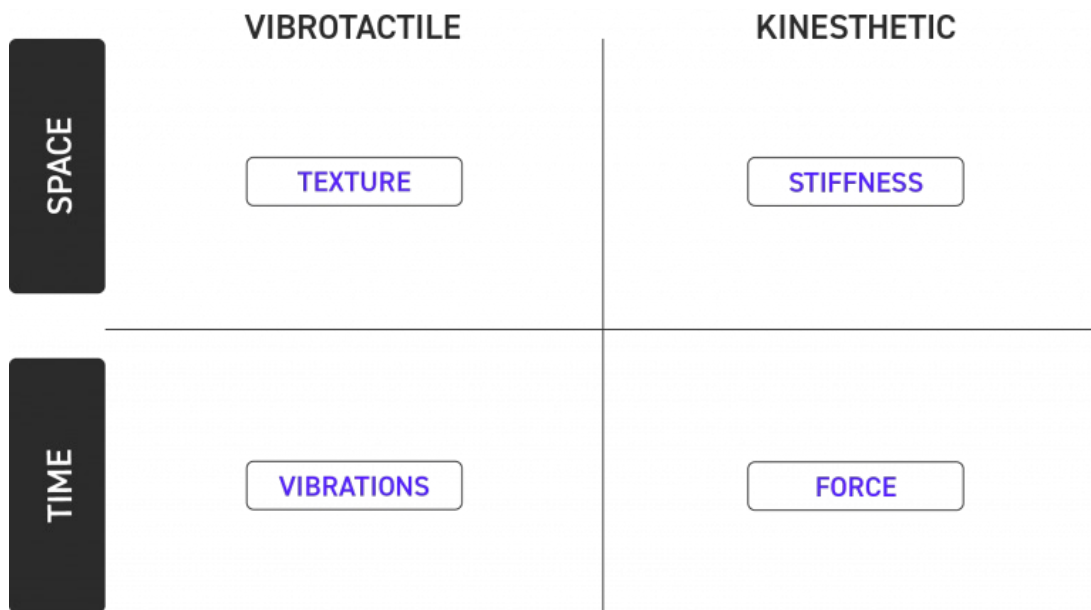 VIBROTACTILE
KINESTHETIC
SPACE
TEXTURE
STIFFNESS
TIME
VIBRATIONS
FORCE